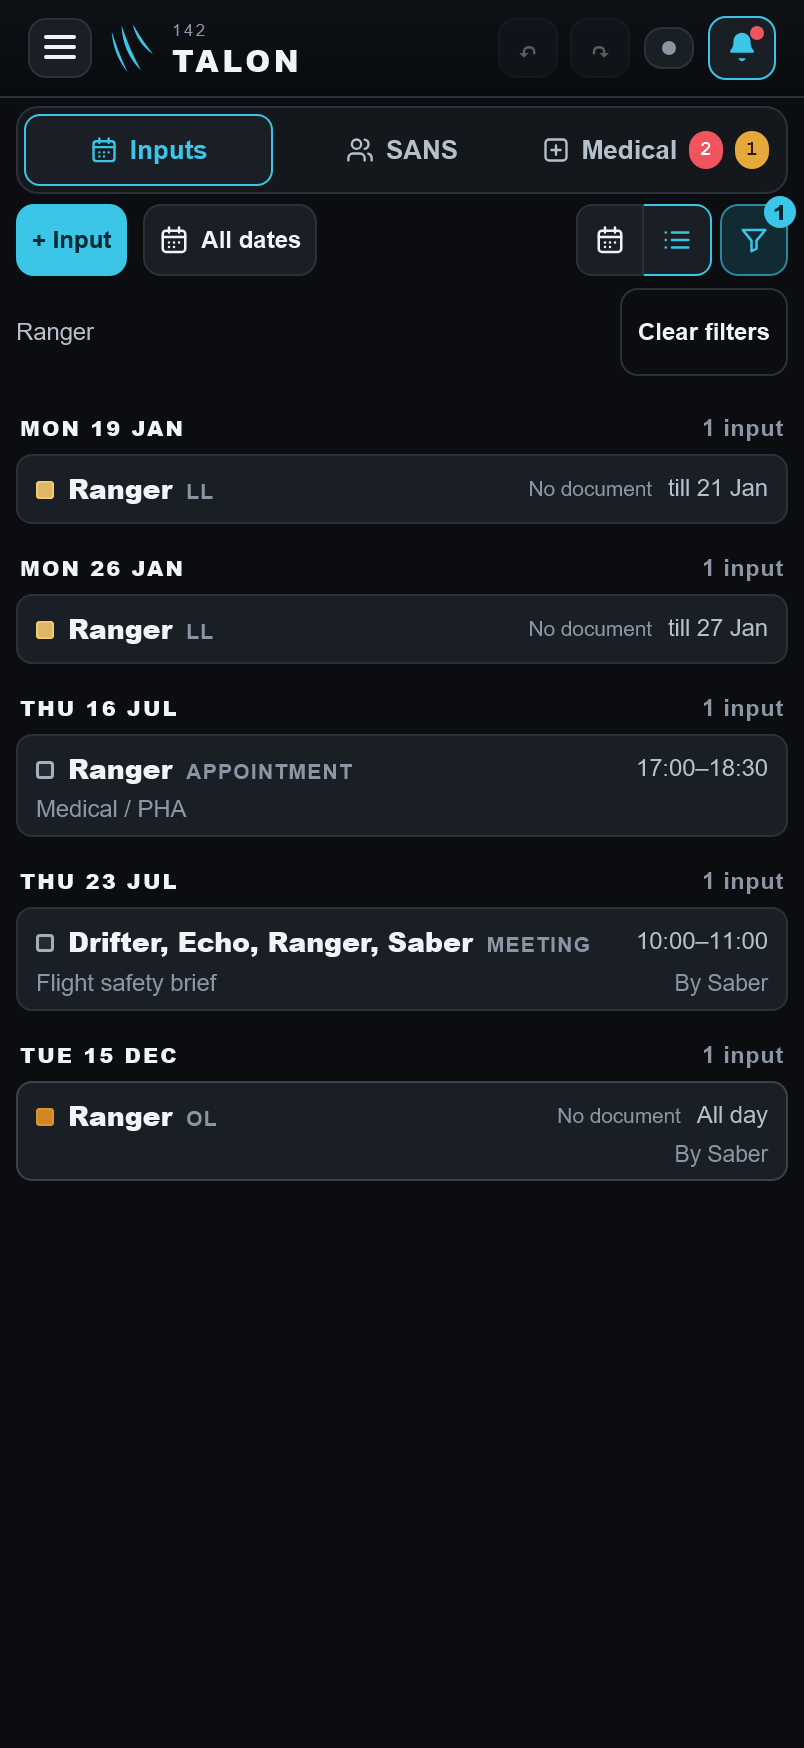 142
TALON
Inputs
SANS
Medical 2 1
+ Input
All dates
1
Ranger
Clear filters
MON 19 JAN 1 input
Ranger LL No document till 21 Jan
MON 26 JAN 1 input
Ranger LL No document till 27 Jan
THU 16 JUL 1 input
Ranger APPOINTMENT 17:00–18:30
Medical / PHA
THU 23 JUL 1 input
Drifter, Echo, Ranger, Saber MEETING 10:00–11:00
Flight safety brief By Saber
TUE 15 DEC 1 input
Ranger OL No document All day
By Saber